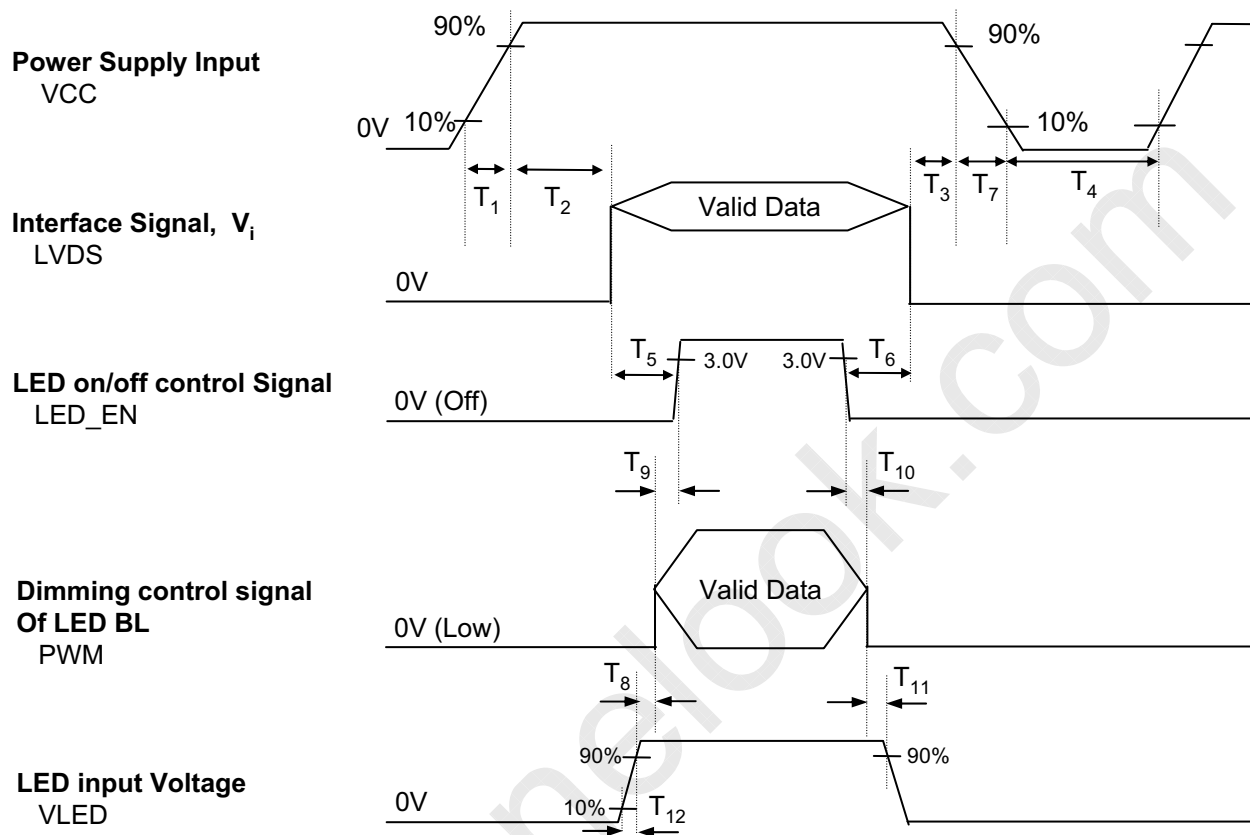 Power Supply Input
VCC
0V
10%
90%
90%
10%
T1
T2
T3
T7
T4
Interface Signal, Vi
LVDS
0V
Valid Data
LED on/off control Signal
LED_EN
0V (Off)
T5
3.0V
3.0V
T6
T9
T10
Dimming control signal
Of LED BL
PWM
0V (Low)
Valid Data
T8
T11
LED input Voltage
VLED
0V
90%
10%
T12
90%
nelook.com